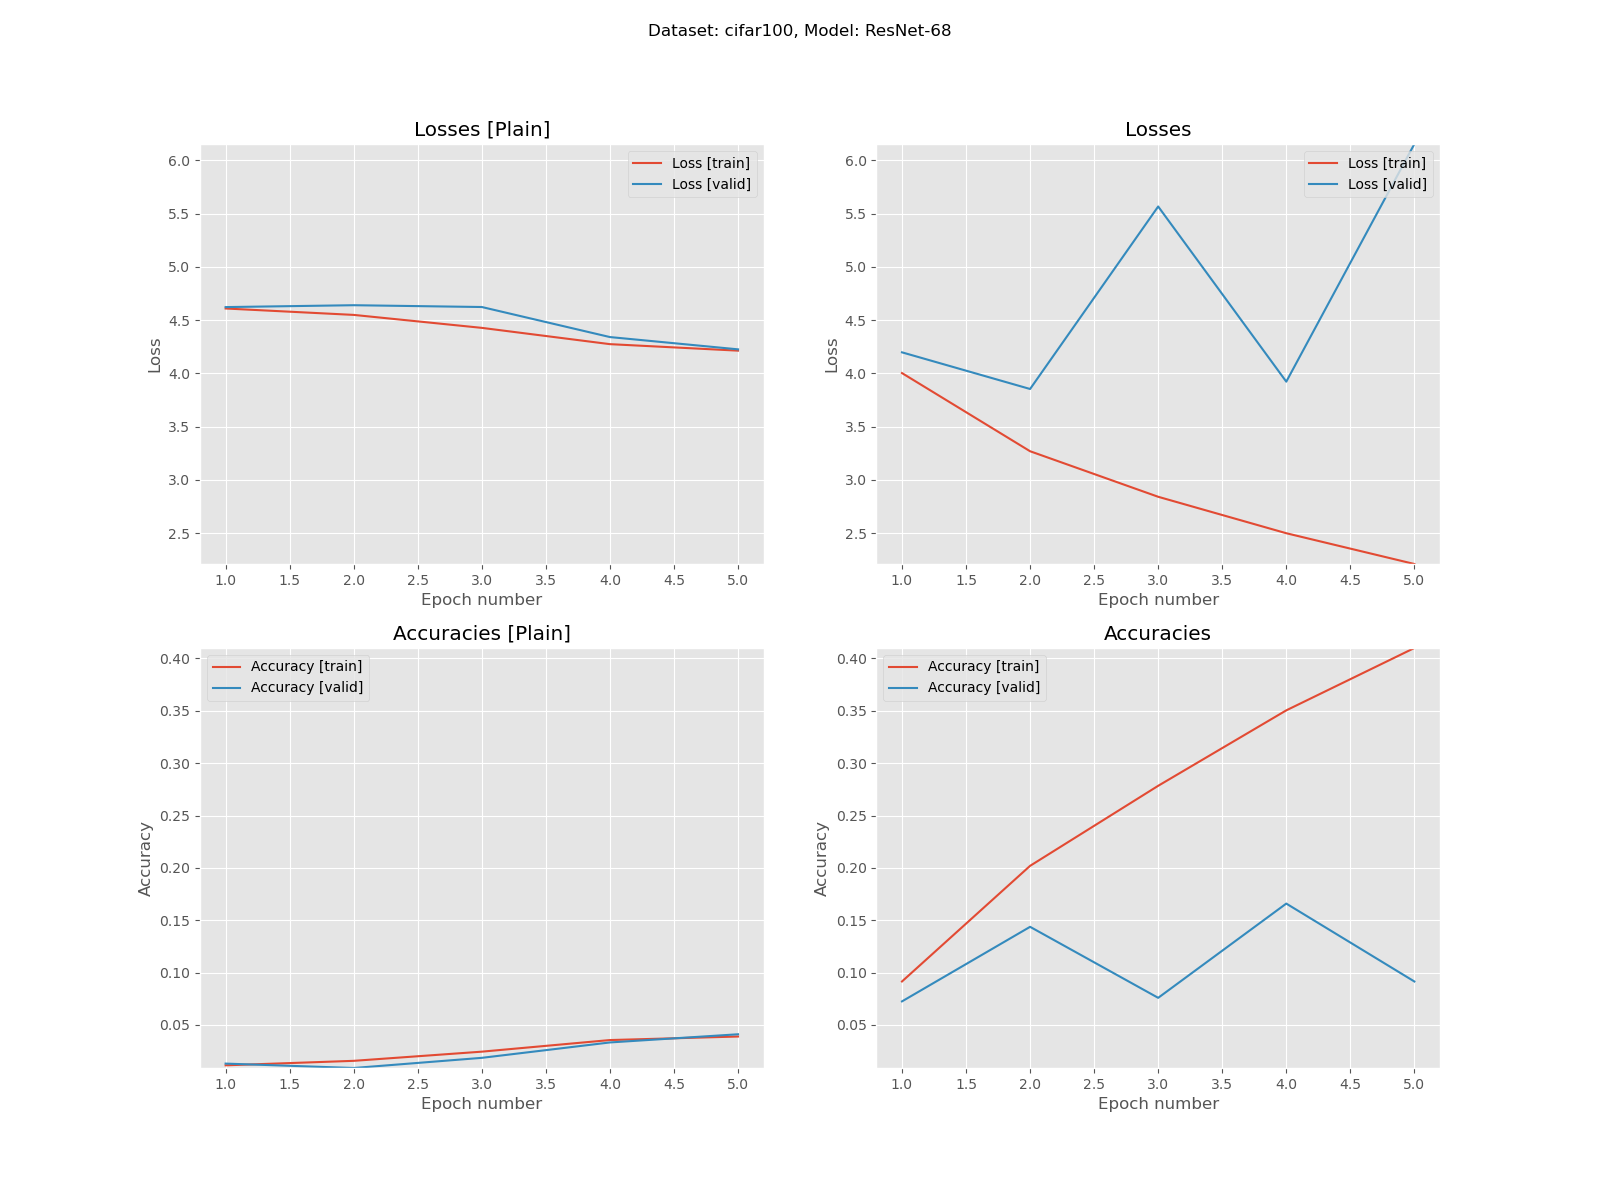 Dataset: cifar100, Model: ResNet-68
Losses [Plain]
Loss [train]
Loss [valid]
6.0
5.5
5.0
4.5
4.0
3.5
3.0
2.5
Loss
1.0 1.5 2.0 2.5 3.0 3.5 4.0 4.5 5.0
Epoch number
Losses
Loss [train]
Loss [valid]
6.0
5.5
5.0
4.5
4.0
3.5
3.0
2.5
Loss
1.0 1.5 2.0 2.5 3.0 3.5 4.0 4.5 5.0
Epoch number
Accuracies [Plain]
Accuracy [train]
Accuracy [valid]
0.40
0.35
0.30
0.25
0.20
0.15
0.10
0.05
Accuracy
1.0 1.5 2.0 2.5 3.0 3.5 4.0 4.5 5.0
Epoch number
Accuracies
Accuracy [train]
Accuracy [valid]
0.40
0.35
0.30
0.25
0.20
0.15
0.10
0.05
Accuracy
1.0 1.5 2.0 2.5 3.0 3.5 4.0 4.5 5.0
Epoch number